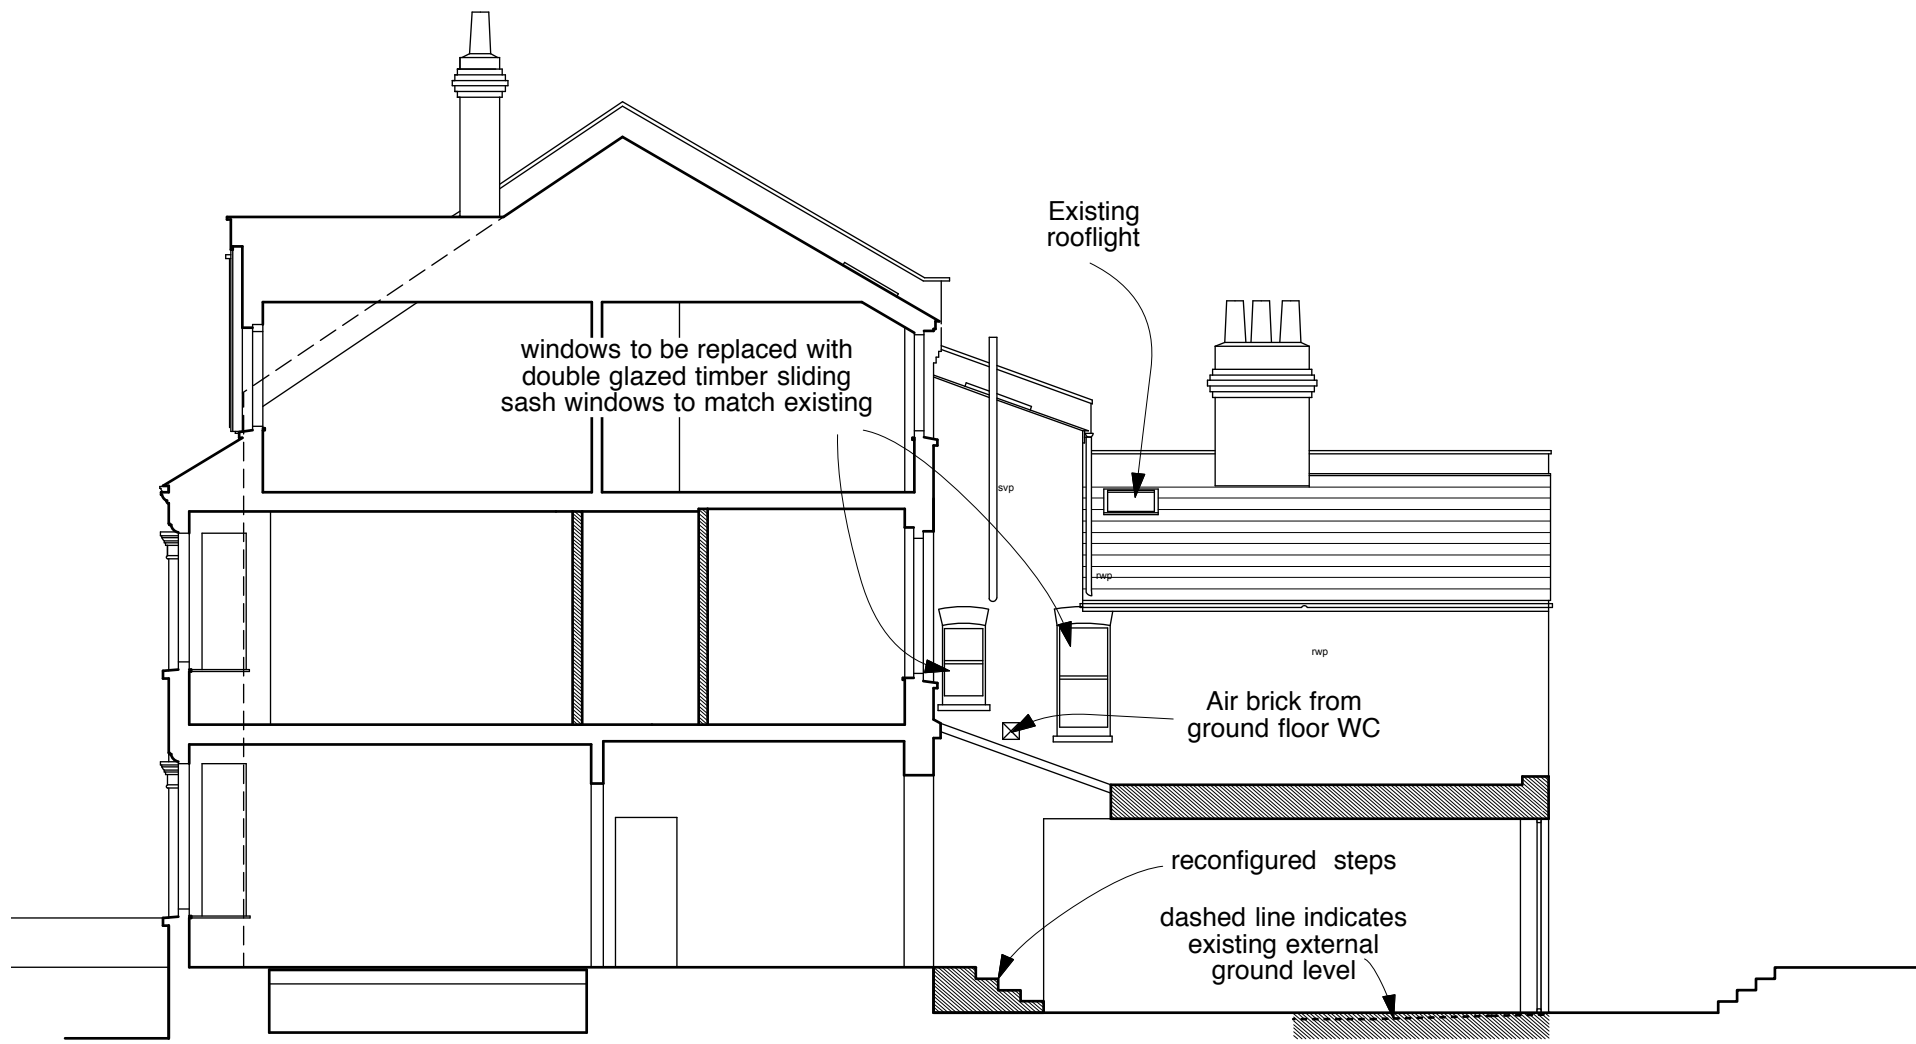 Existing
rooflight
windows to be replaced with
double glazed timber sliding
sash windows to match existing
svp
rwp
rwp
Air brick from
ground floor WC
reconfigured steps
dashed line indicates
existing external
ground level